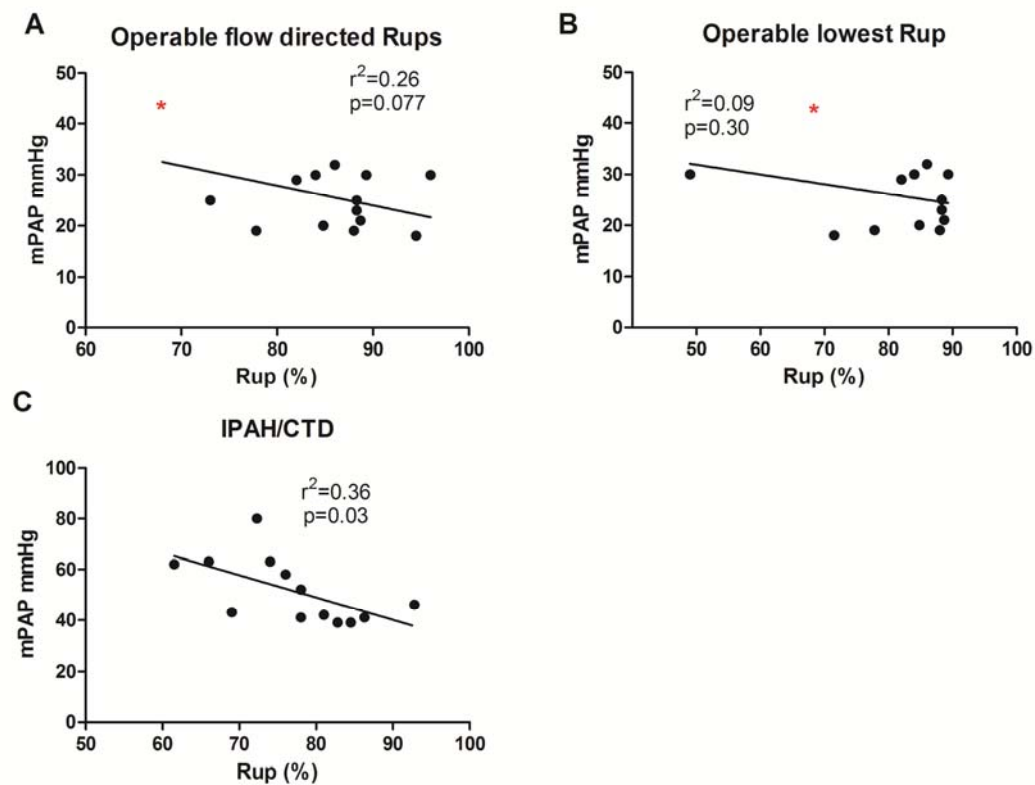 A
Operable flow directed Rups
r²=0.26
p=0.077
*
mPAP mmHg
50
40
30
20
10
0
60 70 80 90 100
Rup (%)
B
Operable lowest Rup
r²=0.09
p=0.30
*
mPAP mmHg
50
40
30
20
10
0
50 70 80 90 100
Rup (%)
C
IPAH/CTD
r²=0.36
p=0.03
mPAP mmHg
100
80
60
40
20
0
50 60 70 80 90 100
Rup (%)